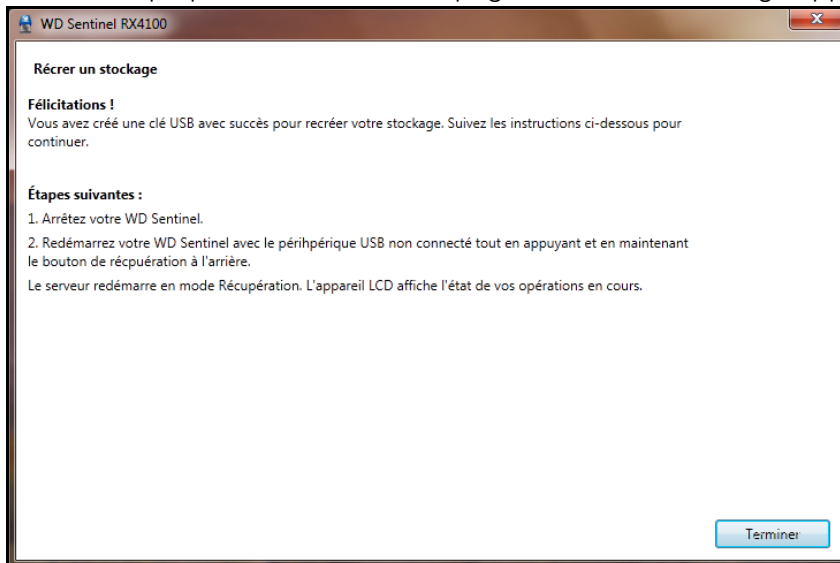 WD Sentinel RX4100
Récrer un stockage
Félicitations !
Vous avez créé une clé USB avec succès pour recréer votre stockage. Suivez les instructions ci-dessous pour
continuer.
Étapes suivantes :
1. Arrêtez votre WD Sentinel.
2. Redémarrez votre WD Sentinel avec le périhpérique USB non connecté tout en appuyant et en maintenant
le bouton de récpuération à l'arrière.
Le serveur redémarre en mode Récupération. L'appareil LCD affiche l'état de vos opérations en cours.
Terminer